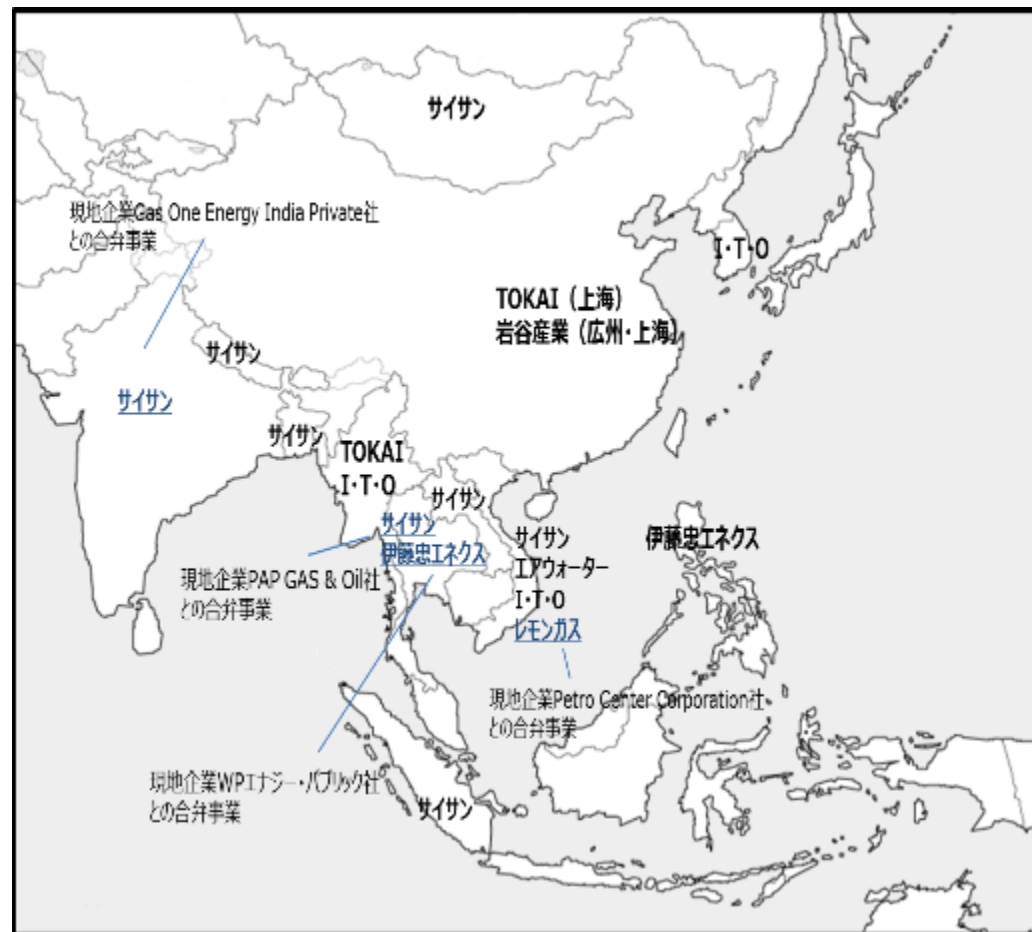 サイサン
現地企業Gas One Energy India Private社
との合弁事業
I・T・O
TOKAI（上海）
岩谷産業（広州・上海）
サイサン
サイサン
サイサン
TOKAI
I・T・O
サイサン
サイサン
伊藤忠エネクス
サイサン
エアウォーター
I・T・O
レモンガス
伊藤忠エネクス
現地企業PAP GAS & Oil社
との合弁事業
現地企業Petro Center Corporation社
との合弁事業
現地企業WPエナジー・パブリック社
との合弁事業
サイサン